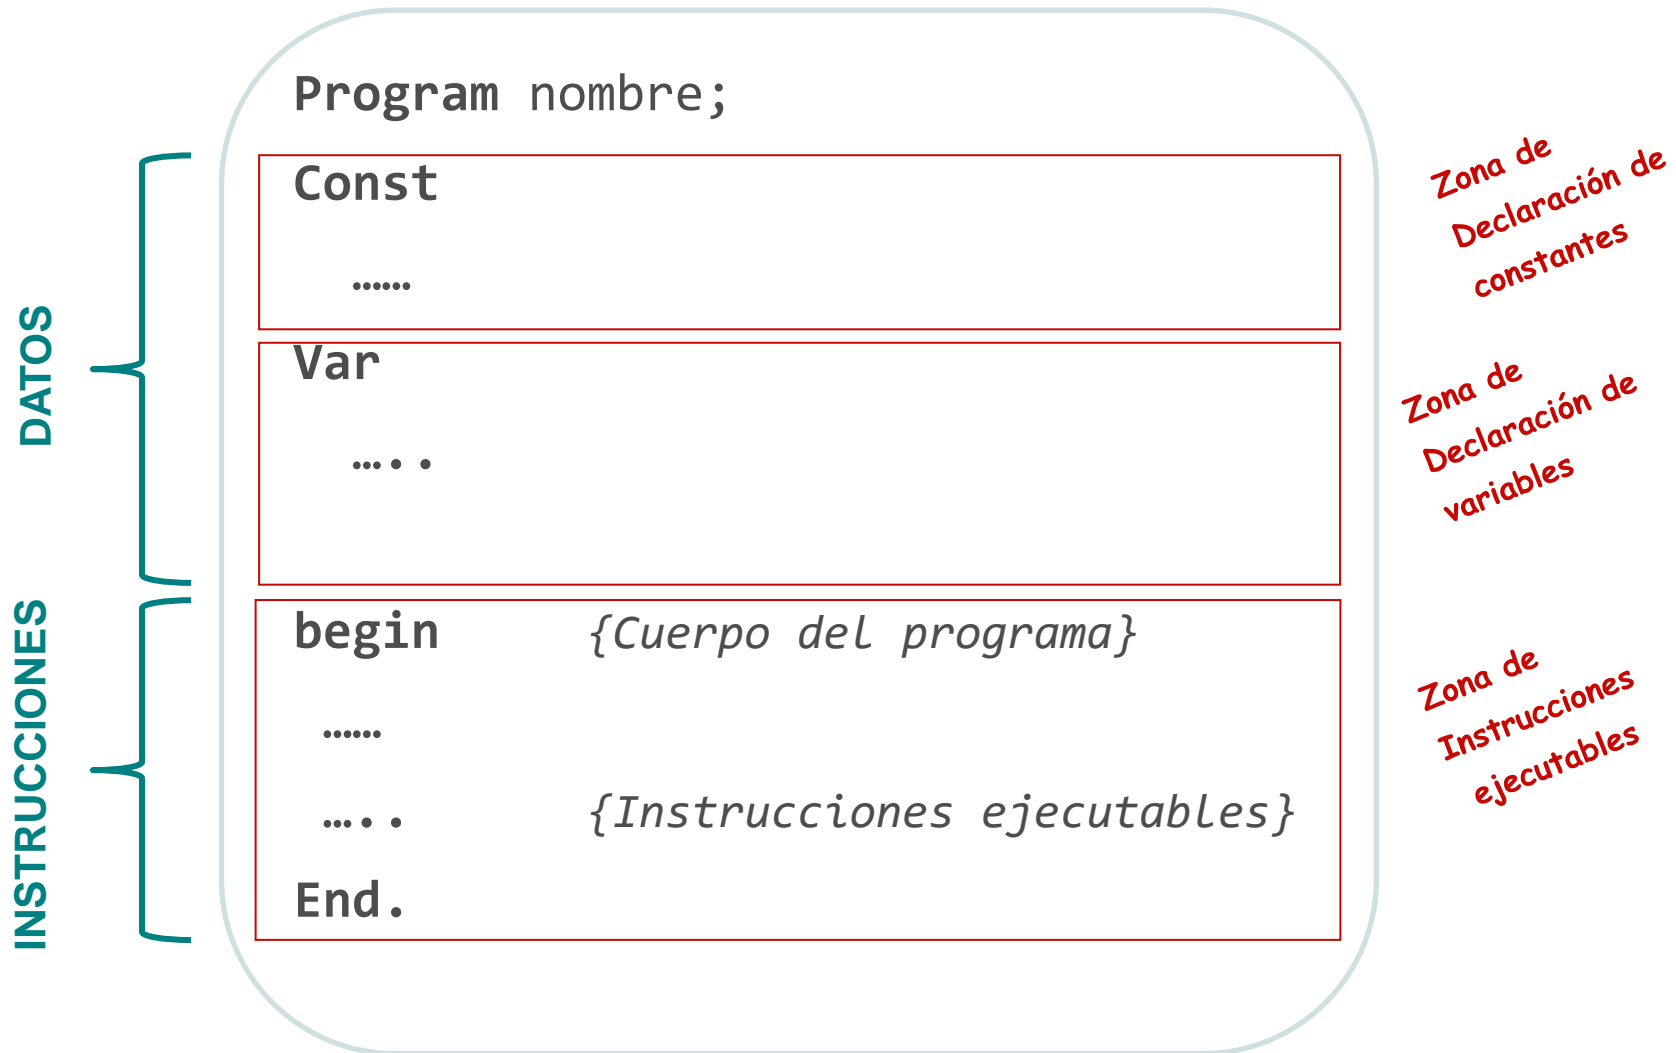 Program nombre;
DATOS
Const
……
Zona de
Declaración de
constantes
Var
…..
Zona de
Declaración de
variables
INSTRUCCIONES
begin {Cuerpo del programa}
……
….. {Instrucciones ejecutables}
End.
Zona de
Instrucciones
ejecutables